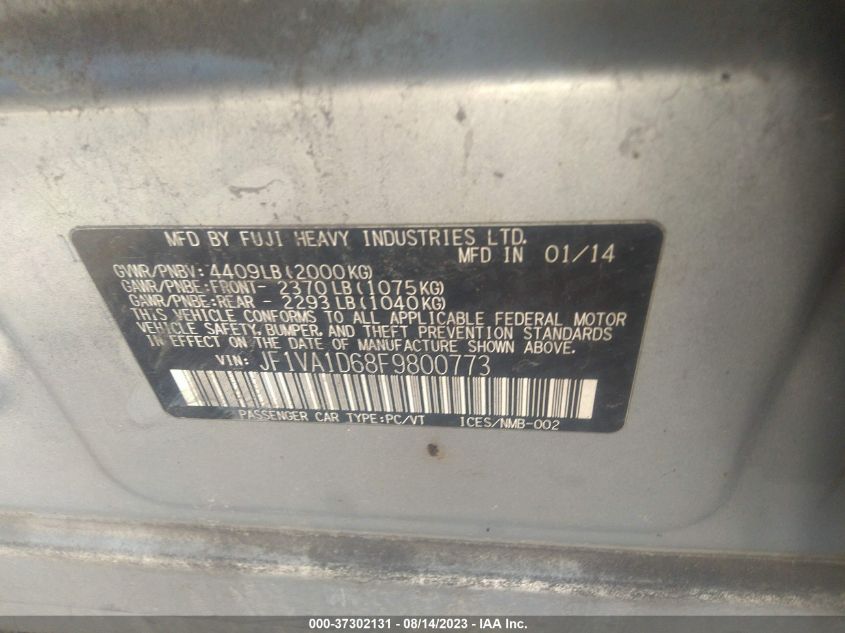 MFD BY FUJI HEAVY INDUSTRIES LTD.
MFD IN 01/14
GVWR/PNBV: 4409LB(2000KG)
GAWR/PNBE:FRONT- 2370LB(1075KG)
GAWR/PNBE:REAR - 2293LB(1040KG)
THIS VEHICLE CONFORMS TO ALL APPLICABLE FEDERAL MOTOR
VEHICLE SAFETY, BUMPER, AND THEFT PREVENTION STANDARDS
IN EFFECT ON THE DATE OF MANUFACTURE SHOWN ABOVE.
VIN: JF1VA1D68F9800773
PASSENGER CAR TYPE:PC/VT ICES/NMB-002
000-37302131 - 08/14/2023 - IAA Inc.